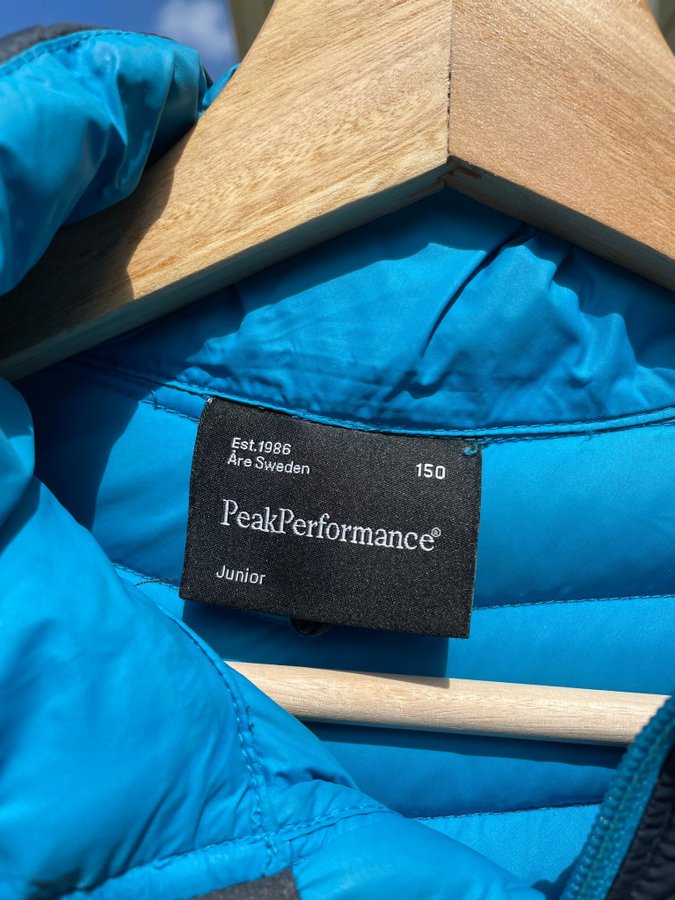 Est.1986
Åre Sweden
150
PeakPerformance®
Junior